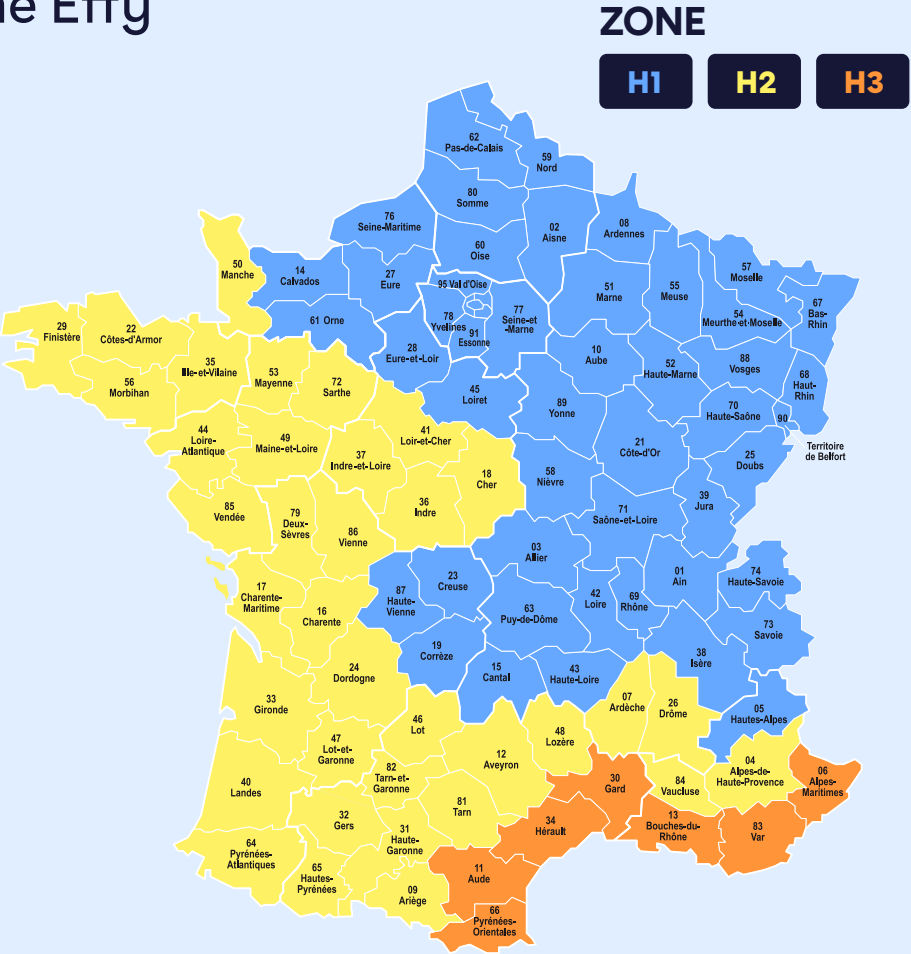 ne Effy
ZONE
H1
H2
H3
62
Pas-de-Calais
59
Nord
80
Somme
76
Seine-Maritime
02
Aisne
08
Ardennes
60
Oise
50
Manche
14
Calvados
27
Eure
95 Val d'Oise
57
Moselle
51
Marne
55
Meuse
67
Bas-
Rhin
61 Orne
78
Yvelines
77
Seine-et
-Marne
91
Essonne
54
Meurthe-et-Moselle
29
Finistère
22
Côtes-d'Armor
28
Eure-et-Loir
10
Aube
35
Ille-et-Vilaine
53
Mayenne
72
Sarthe
52
Haute-Marne
88
Vosges
68
Haut-
Rhin
56
Morbihan
45
Loiret
89
Yonne
70
Haute-Saône
90
Territoire
de Belfort
44
Loire-
Atlantique
49
Maine-et-Loire
41
Loir-et-Cher
21
Côte-d'Or
25
Doubs
37
Indre-et-Loire
18
Cher
58
Nièvre
39
Jura
85
Vendée
79
Deux-
Sèvres
36
Indre
71
Saône-et-Loire
86
Vienne
03
Allier
01
Ain
74
Haute-Savoie
17
Charente-
Maritime
87
Haute-
Vienne
23
Creuse
42
Loire
69
Rhône
16
Charente
63
Puy-de-Dôme
73
Savoie
19
Corrèze
38
Isère
24
Dordogne
15
Cantal
43
Haute-Loire
33
Gironde
07
Ardèche
26
Drôme
05
Hautes-Alpes
46
Lot
48
Lozère
47
Lot-et-
Garonne
12
Aveyron
04
Alpes-de-
Haute-Provence
06
Alpes-
Maritimes
40
Landes
82
Tarn-et-
Garonne
30
Gard
84
Vaucluse
81
Tarn
32
Gers
34
Hérault
13
Bouches-du-
Rhône
83
Var
31
Haute-
Garonne
64
Pyrénées-
Atlantiques
65
Hautes-
Pyrénées
11
Aude
09
Ariège
66
Pyrénées-
Orientales